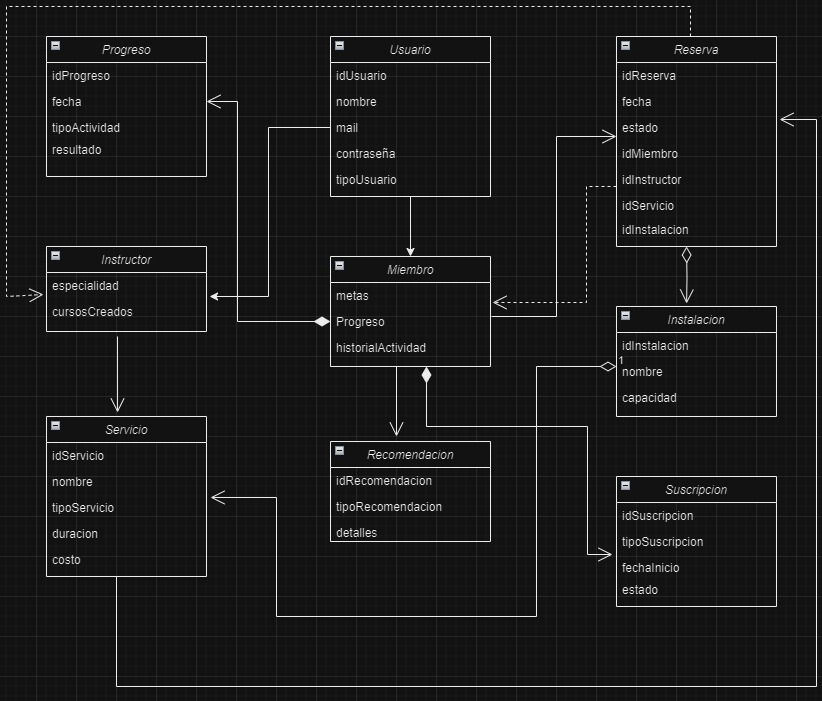 Progreso
idProgreso
fecha
tipoActividad
resultado
Usuario
idUsuario
nombre
mail
contraseña
tipoUsuario
Reserva
idReserva
fecha
estado
idMiembro
idInstructor
idServicio
idInstalacion
Instructor
especialidad
cursosCreados
Miembro
metas
Progreso
historialActividad
Instalacion
idInstalacion
1
nombre
capacidad
Servicio
idServicio
nombre
tipoServicio
duracion
costo
Recomendacion
idRecomendacion
tipoRecomendacion
detalles
Suscripcion
idSuscripcion
tipoSuscripcion
fechaInicio
estado